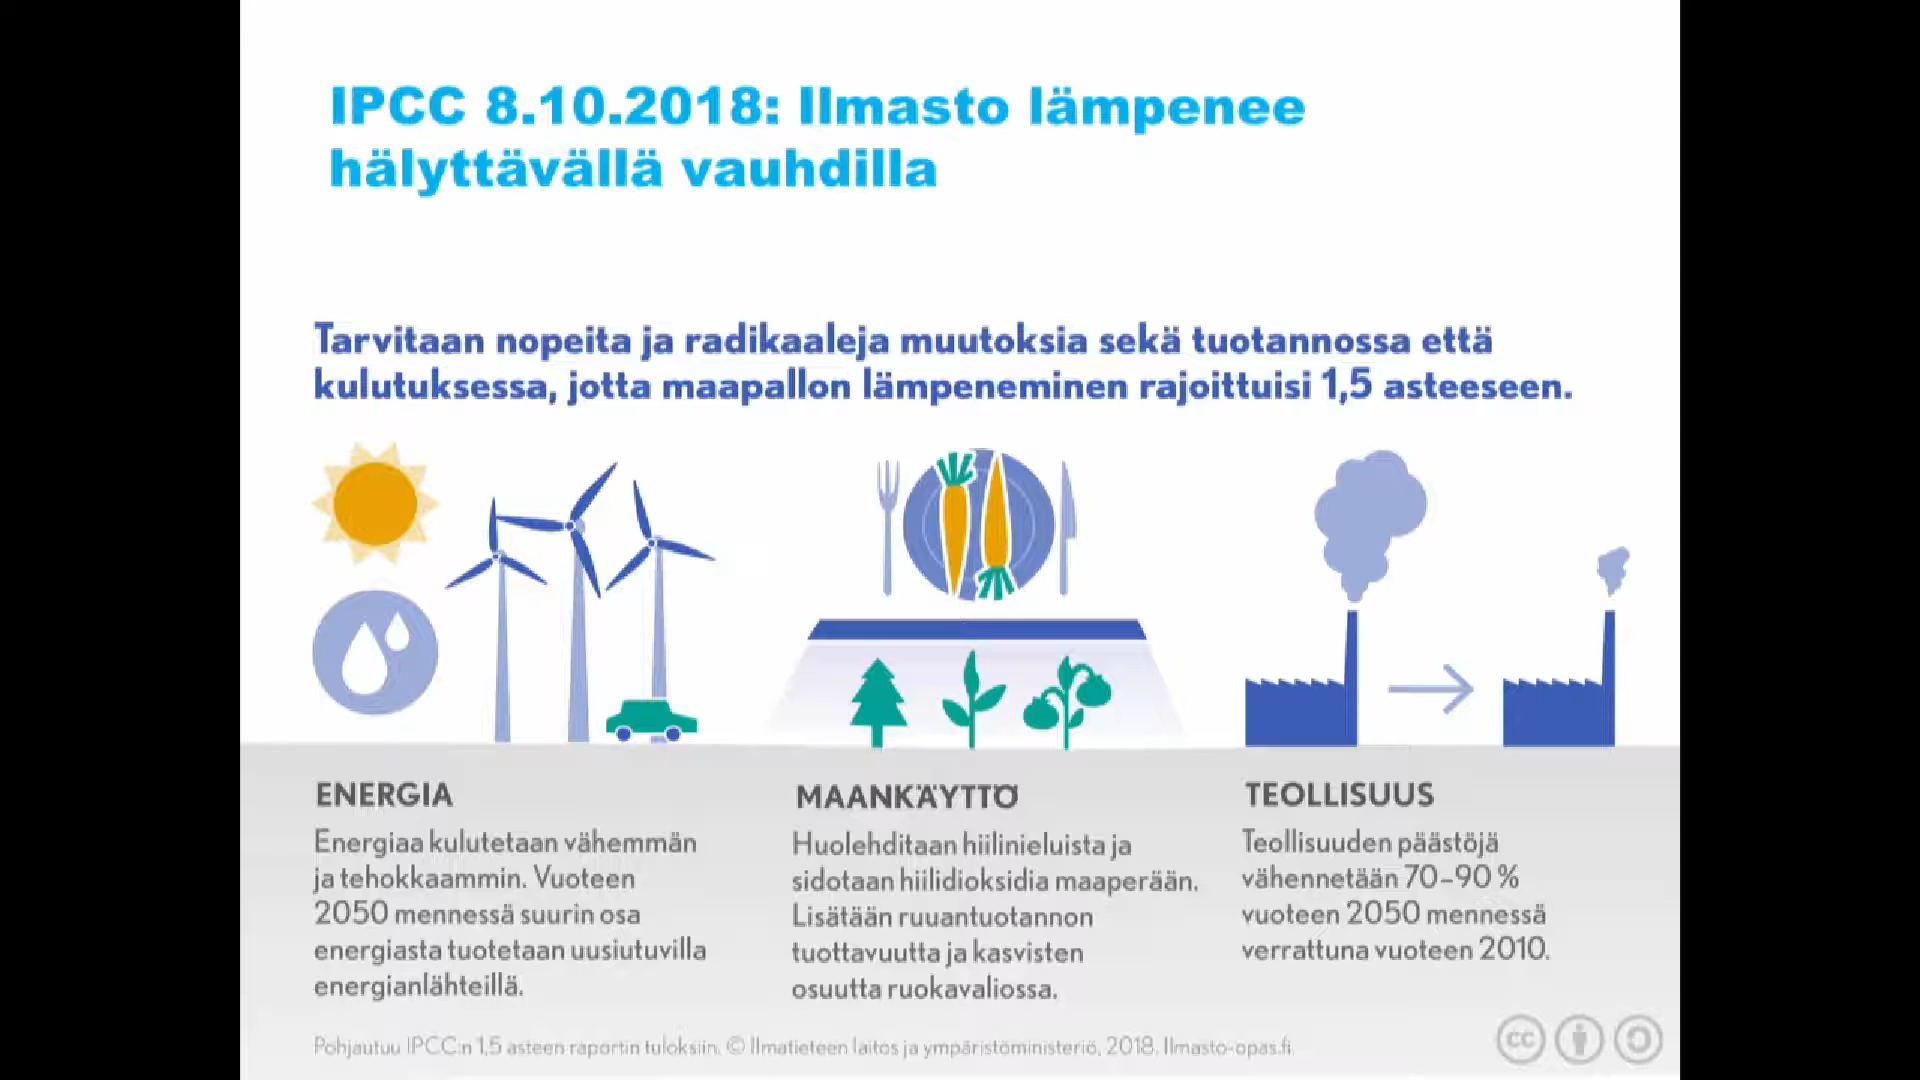 IPCC 8.10.2018: Ilmasto lämpenee
hälyttävällä vauhdilla
Tarvitaan nopeita ja radikaaleja muutoksia sekä tuotannossa että
kulutuksessa, jotta maapallon lämpeneminen rajoittuisi 1,5 asteeseen.
ENERGIA
Energiaa kulutetaan vähemmän
ja tehokkaammin. Vuoteen
2050 mennessä suurin osa
energiasta tuotetaan uusiutuvilla
energianlähteillä.
MAANKÄYTTÖ
Huolehditaan hiilinieluista ja
sidotaan hiilidioksidia maaperään.
Lisätään ruuantuotannon
tuottavuutta ja kasvisten
osuutta ruokavaliossa.
TEOLLISUUS
Teollisuuden päästöjä
vähennetään 70–90 %
vuoteen 2050 mennessä
verrattuna vuoteen 2010.
Pohjautuu IPCC:n 1,5 asteen raportin tuloksiin. © Ilmatieteen laitos ja ympäristöministeriö, 2018. Ilmasto-opas.fi
cc